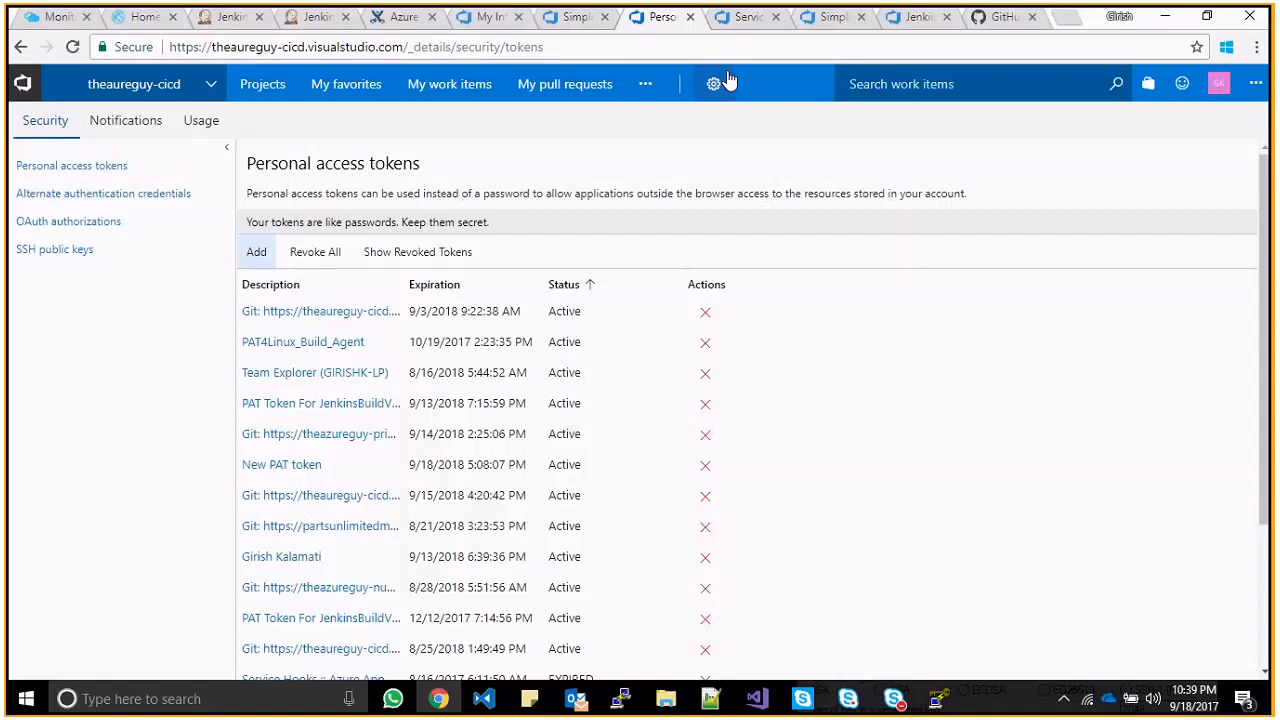 Monit
Home
Jenkin
Jenkin
Azure
My In
Simpl
Perso
Servic
Simpl
Jenki
GitHu
Girish
Secure
https://theaureguy-cicd.visualstudio.com/_details/security/tokens
theaureguy-cicd
Projects
My favorites
My work items
My pull requests
Search work items
GK
Security
Notifications
Usage
Personal access tokens
Alternate authentication credentials
OAuth authorizations
SSH public keys
Personal access tokens
Personal access tokens can be used instead of a password to allow applications outside the browser access to the resources stored in your account.
Your tokens are like passwords. Keep them secret.
Add Revoke All Show Revoked Tokens
Description Expiration Status Actions
Git: https://theaureguy-cicd.... 9/3/2018 9:22:38 AM Active
PAT4Linux_Build_Agent 10/19/2017 2:23:35 PM Active
Team Explorer (GIRISHK-LP) 8/16/2018 5:44:52 AM Active
PAT Token For JenkinsBuildV... 9/13/2018 7:15:59 PM Active
Git: https://theazureguy-pri... 9/14/2018 2:25:06 PM Active
New PAT token 9/18/2018 5:08:07 PM Active
Git: https://theaureguy-cicd.... 9/15/2018 4:20:42 PM Active
Git: https://partsunlimitedm... 8/21/2018 3:23:53 PM Active
Girish Kalamati 9/13/2018 6:39:36 PM Active
Git: https://theazureguy-nu... 8/28/2018 5:51:56 AM Active
PAT Token For JenkinsBuildV... 12/12/2017 7:14:56 PM Active
Git: https://theaureguy-cicd.... 8/25/2018 1:49:49 PM Active
Service Hooks :: Azure App EXPIRED
Type here to search
10:39 PM
9/18/2017
3